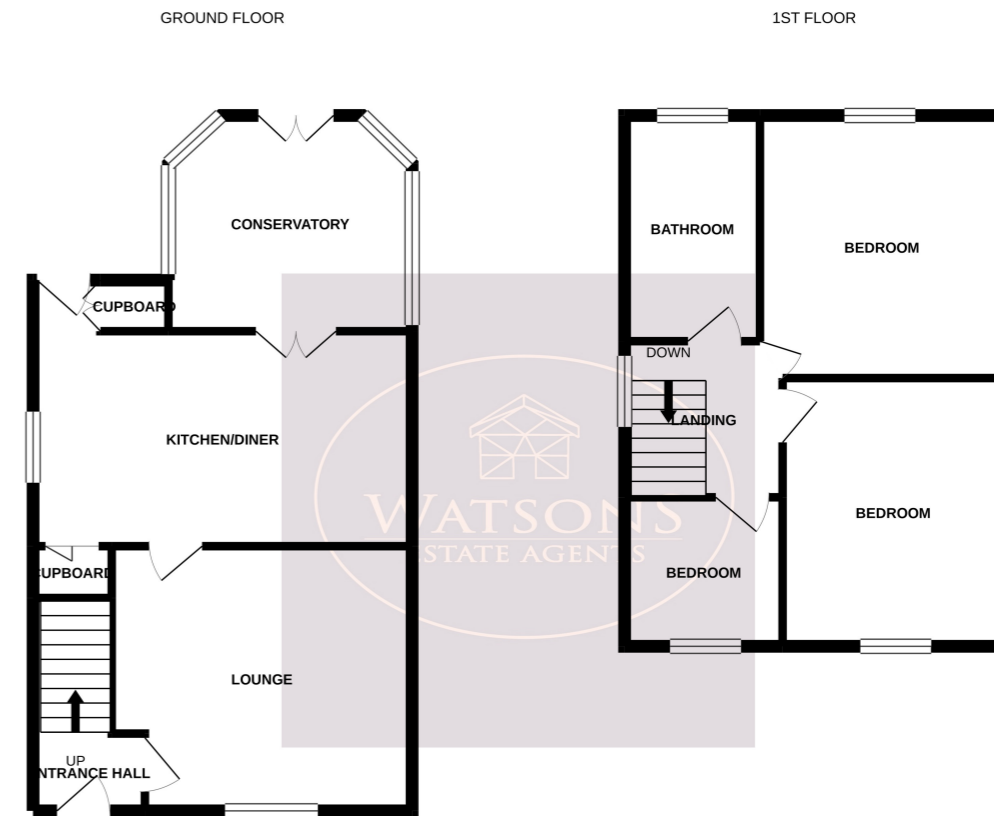 GROUND FLOOR
1ST FLOOR
CONSERVATORY
CUPBOARD
KITCHEN/DINER
UPBOARD
LOUNGE
UP
NTRANCE HALL
BATHROOM
BEDROOM
DOWN
LANDING
BEDROOM
BEDROOM
WATSONS
ESTATE AGENTS